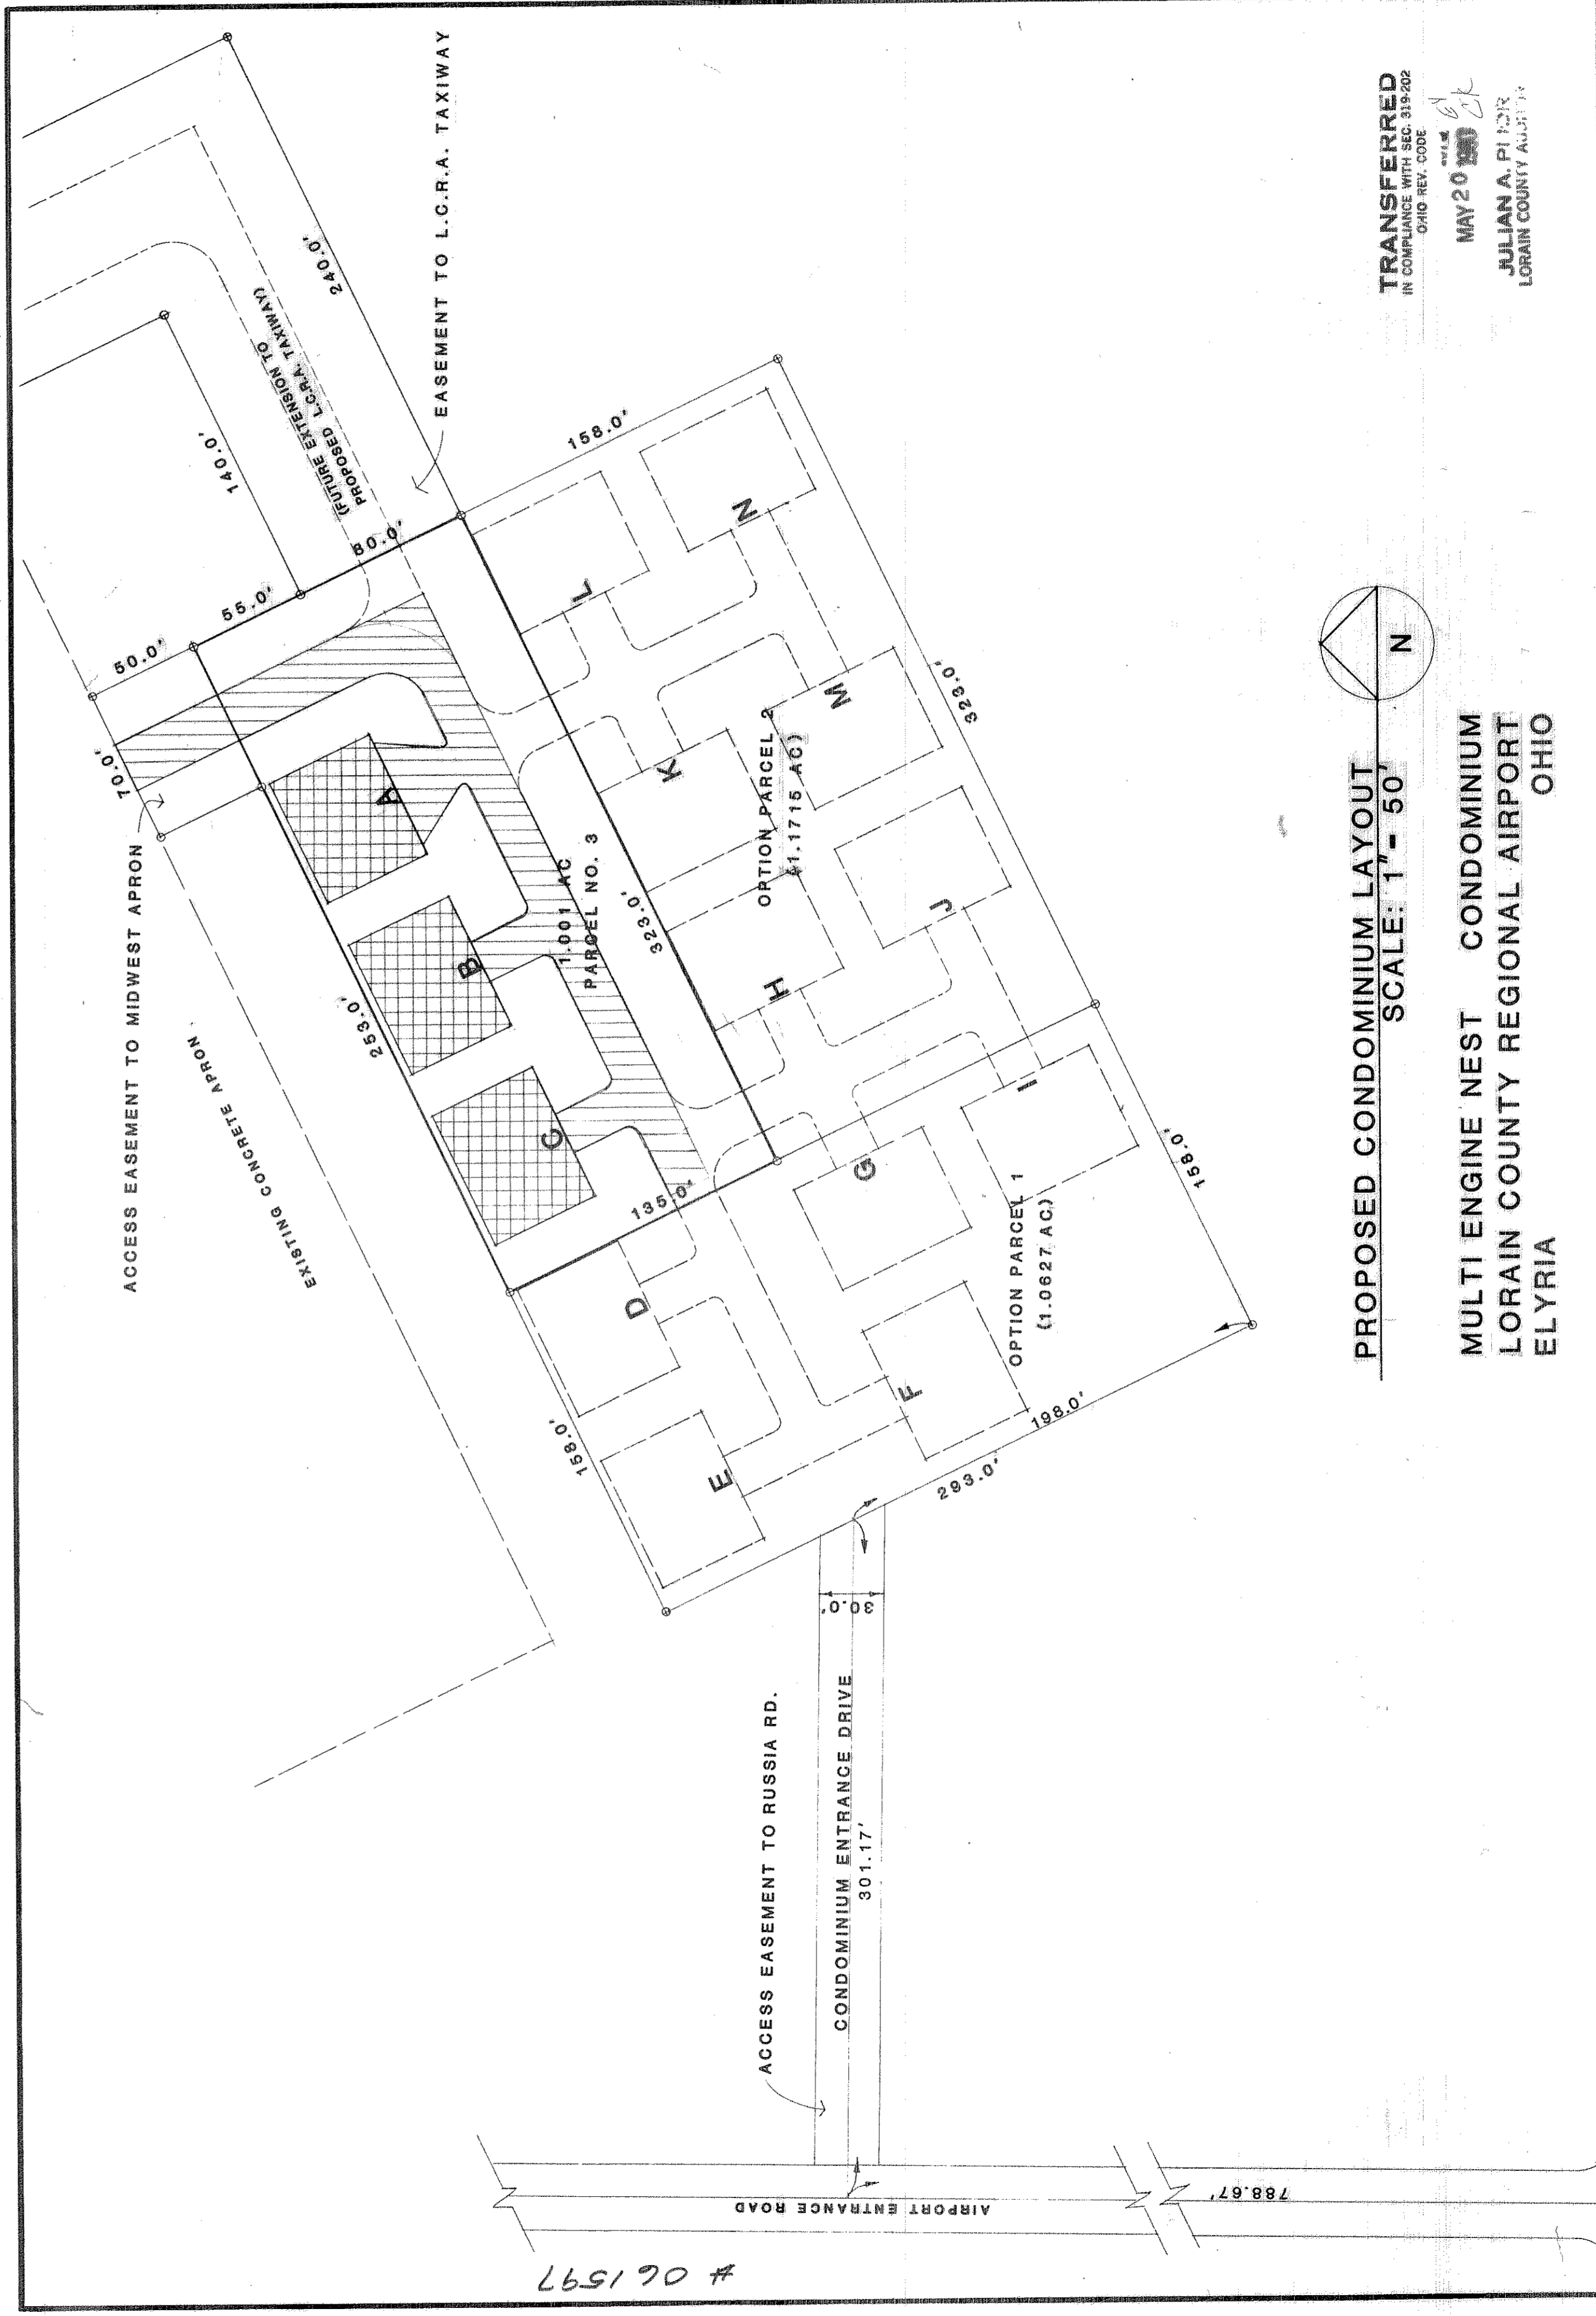 ACCESS EASEMENT TO MIDWEST APRON
EXISTING CONCRETE APRON
70.0'
50.0'
55.0'
80.0'
140.0'
240.0'
(FUTURE EXTENSION TO
PROPOSED L.C.R.A. TAXIWAY)
EASEMENT TO L.C.R.A. TAXIWAY
253.0'
A
B
C
1.001 AC
PARCEL NO. 3
323.0'
135.0'
158.0'
D
E
F
G
H
I
J
K
L
M
N
158.0'
OPTION PARCEL 2
(1.1715 AC)
323.0'
OPTION PARCEL 1
(1.0627 AC)
158.0'
198.0'
293.0'
30.0'
ACCESS EASEMENT TO RUSSIA RD.
CONDOMINIUM ENTRANCE DRIVE
301.17'
AIRPORT ENTRANCE ROAD
788.67'
# 061597
N
PROPOSED CONDOMINIUM LAYOUT
SCALE: 1"- 50'
MULTI ENGINE NEST CONDOMINIUM
LORAIN COUNTY REGIONAL AIRPORT
ELYRIA OHIO
TRANSFERRED
IN COMPLIANCE WITH SEC. 319-202
OHIO REV. CODE
MAY 20 1980
JULIAN A.
LORAIN COUNTY